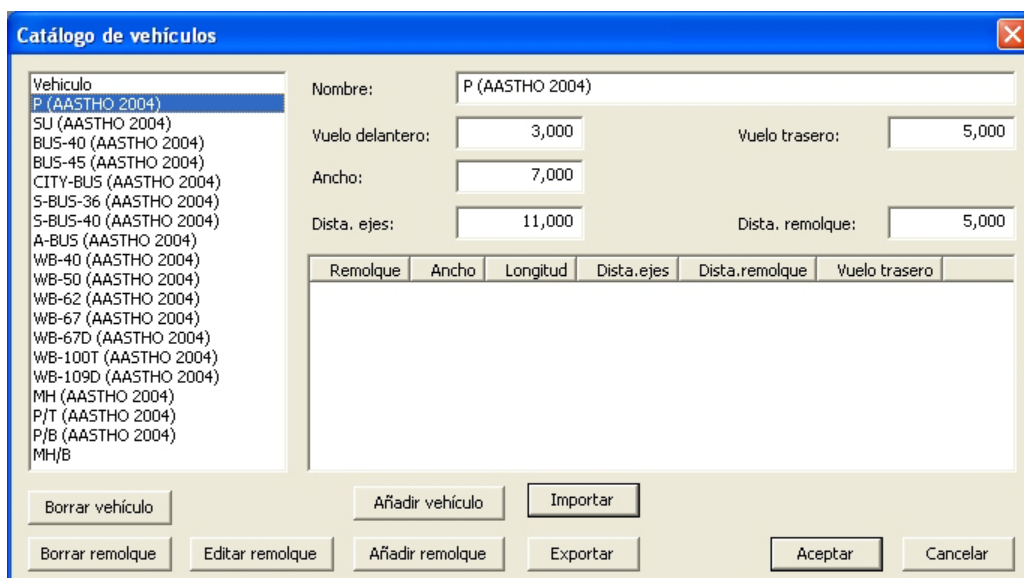 Catálogo de vehículos
Vehiculo
P (AASTHO 2004)
SU (AASTHO 2004)
BUS-40 (AASTHO 2004)
BUS-45 (AASTHO 2004)
CITY-BUS (AASTHO 2004)
S-BUS-36 (AASTHO 2004)
S-BUS-40 (AASTHO 2004)
A-BUS (AASTHO 2004)
WB-40 (AASTHO 2004)
WB-50 (AASTHO 2004)
WB-62 (AASTHO 2004)
WB-67 (AASTHO 2004)
WB-67D (AASTHO 2004)
WB-100T (AASTHO 2004)
WB-109D (AASTHO 2004)
MH (AASTHO 2004)
P/T (AASTHO 2004)
P/B (AASTHO 2004)
MH/B
Nombre: P (AASTHO 2004)
Vuelo delantero: 3,000 Vuelo trasero: 5,000
Ancho: 7,000
Dista. ejes: 11,000 Dista. remolque: 5,000
Remolque Ancho Longitud Dista.ejes Dista.remolque Vuelo trasero
Borrar vehículo Añadir vehículo Importar
Borrar remolque Editar remolque Añadir remolque Exportar Aceptar Cancelar